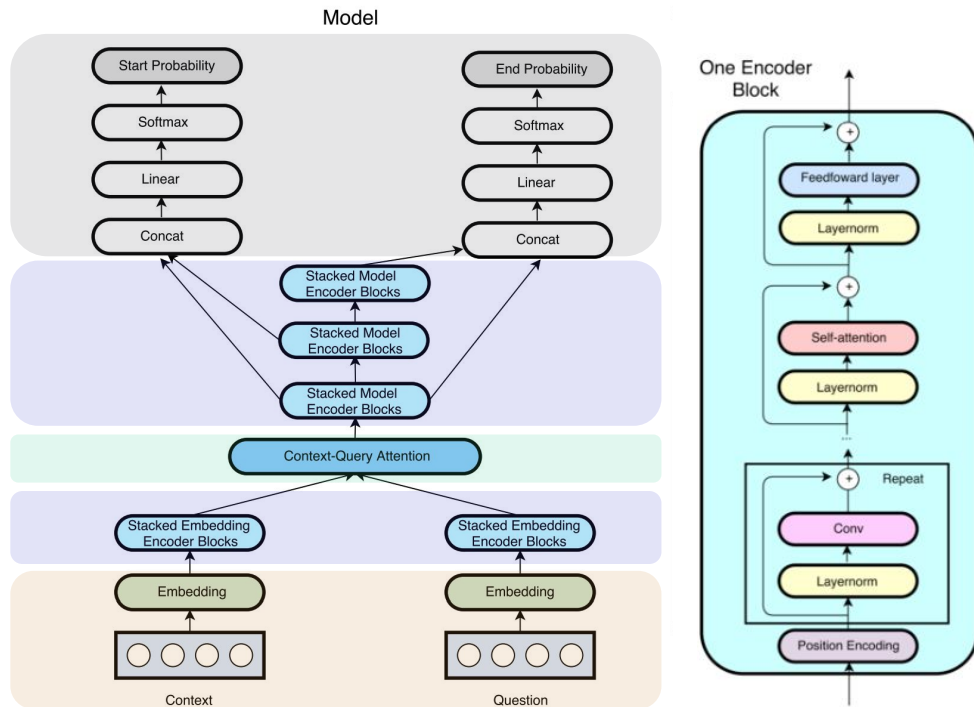 Model
Start Probability
End Probability
Softmax
Softmax
Linear
Linear
Concat
Concat
Stacked Model
Encoder Blocks
Stacked Model
Encoder Blocks
Stacked Model
Encoder Blocks
Context-Query Attention
Stacked Embedding
Encoder Blocks
Stacked Embedding
Encoder Blocks
Embedding
Embedding
Context
Question
One Encoder
Block
+
Feedfoward layer
Layernorm
+
Self-attention
Layernorm
...
+
Repeat
Conv
Layernorm
Position Encoding